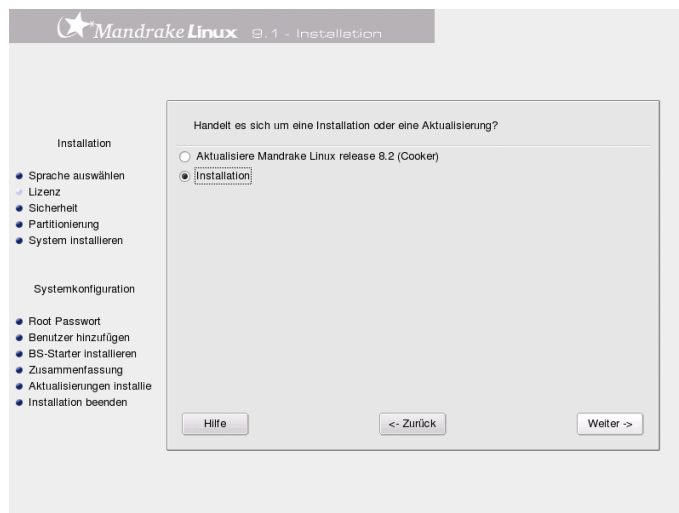 Mandrake Linux 9.1 - Installation
Handelt es sich um eine Installation oder eine Aktualisierung?
Aktualisiere Mandrake Linux release 8.2 (Cooker)
Installation
Installation
Sprache auswählen
Lizenz
Sicherheit
Partitionierung
System installieren
Systemkonfiguration
Root Passwort
Benutzer hinzufügen
BS-Starter installieren
Zusammenfassung
Aktualisierungen installie
Installation beenden
Hilfe
<- Zurück
Weiter ->